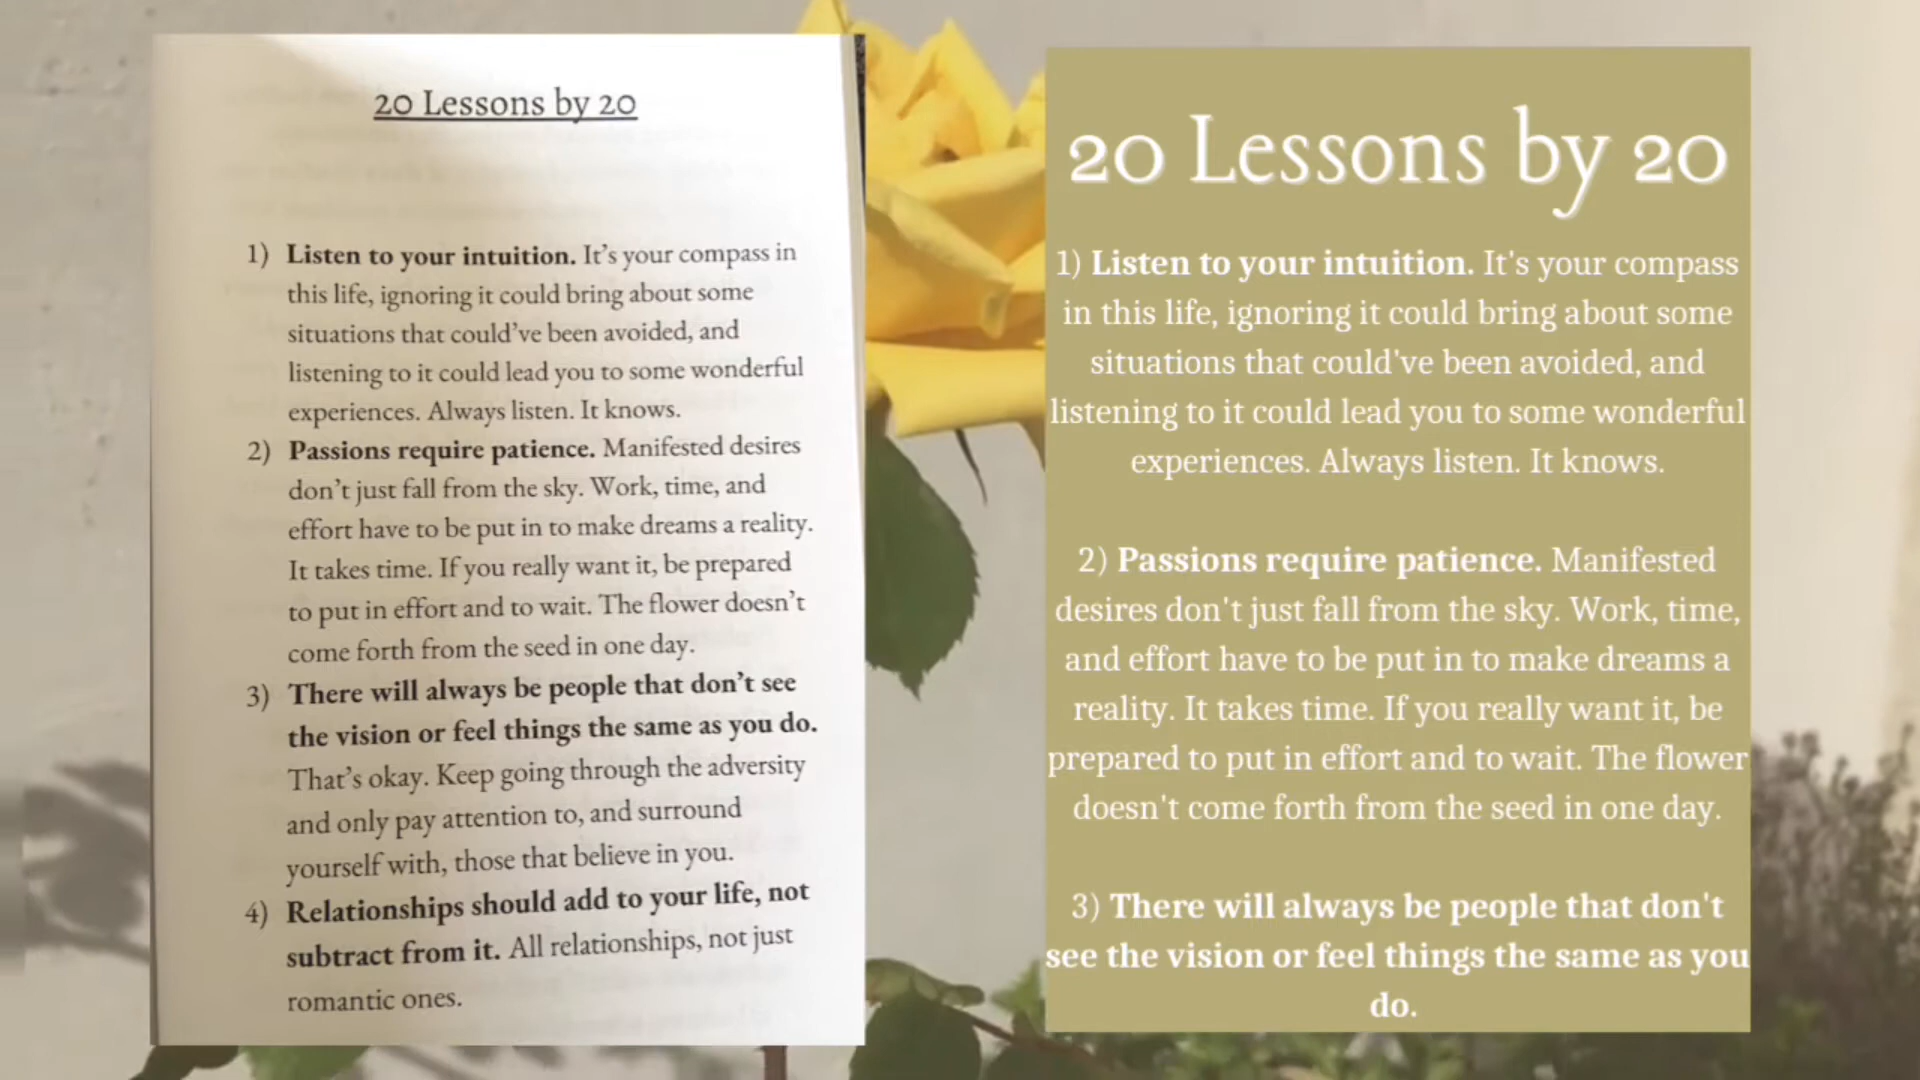 20 Lessons by 20
1) Listen to your intuition. It's your compass in
this life, ignoring it could bring about some
situations that could've been avoided, and
listening to it could lead you to some wonderful
experiences. Always listen. It knows.
2) Passions require patience. Manifested desires
don't just fall from the sky. Work, time, and
effort have to be put in to make dreams a reality.
It takes time. If you really want it, be prepared
to put in effort and to wait. The flower doesn't
come forth from the seed in one day.
3) There will always be people that don't see
the vision or feel things the same as you do.
That's okay. Keep going through the adversity
and only pay attention to, and surround
yourself with, those that believe in you.
4) Relationships should add to your life, not
subtract from it. All relationships, not just
romantic ones.
20 Lessons by 20
1) Listen to your intuition. It's your compass
in this life, ignoring it could bring about some
situations that could've been avoided, and
listening to it could lead you to some wonderful
experiences. Always listen. It knows.
2) Passions require patience. Manifested
desires don't just fall from the sky. Work, time,
and effort have to be put in to make dreams a
reality. It takes time. If you really want it, be
prepared to put in effort and to wait. The flower
doesn't come forth from the seed in one day.
3) There will always be people that don't
see the vision or feel things the same as you
do.